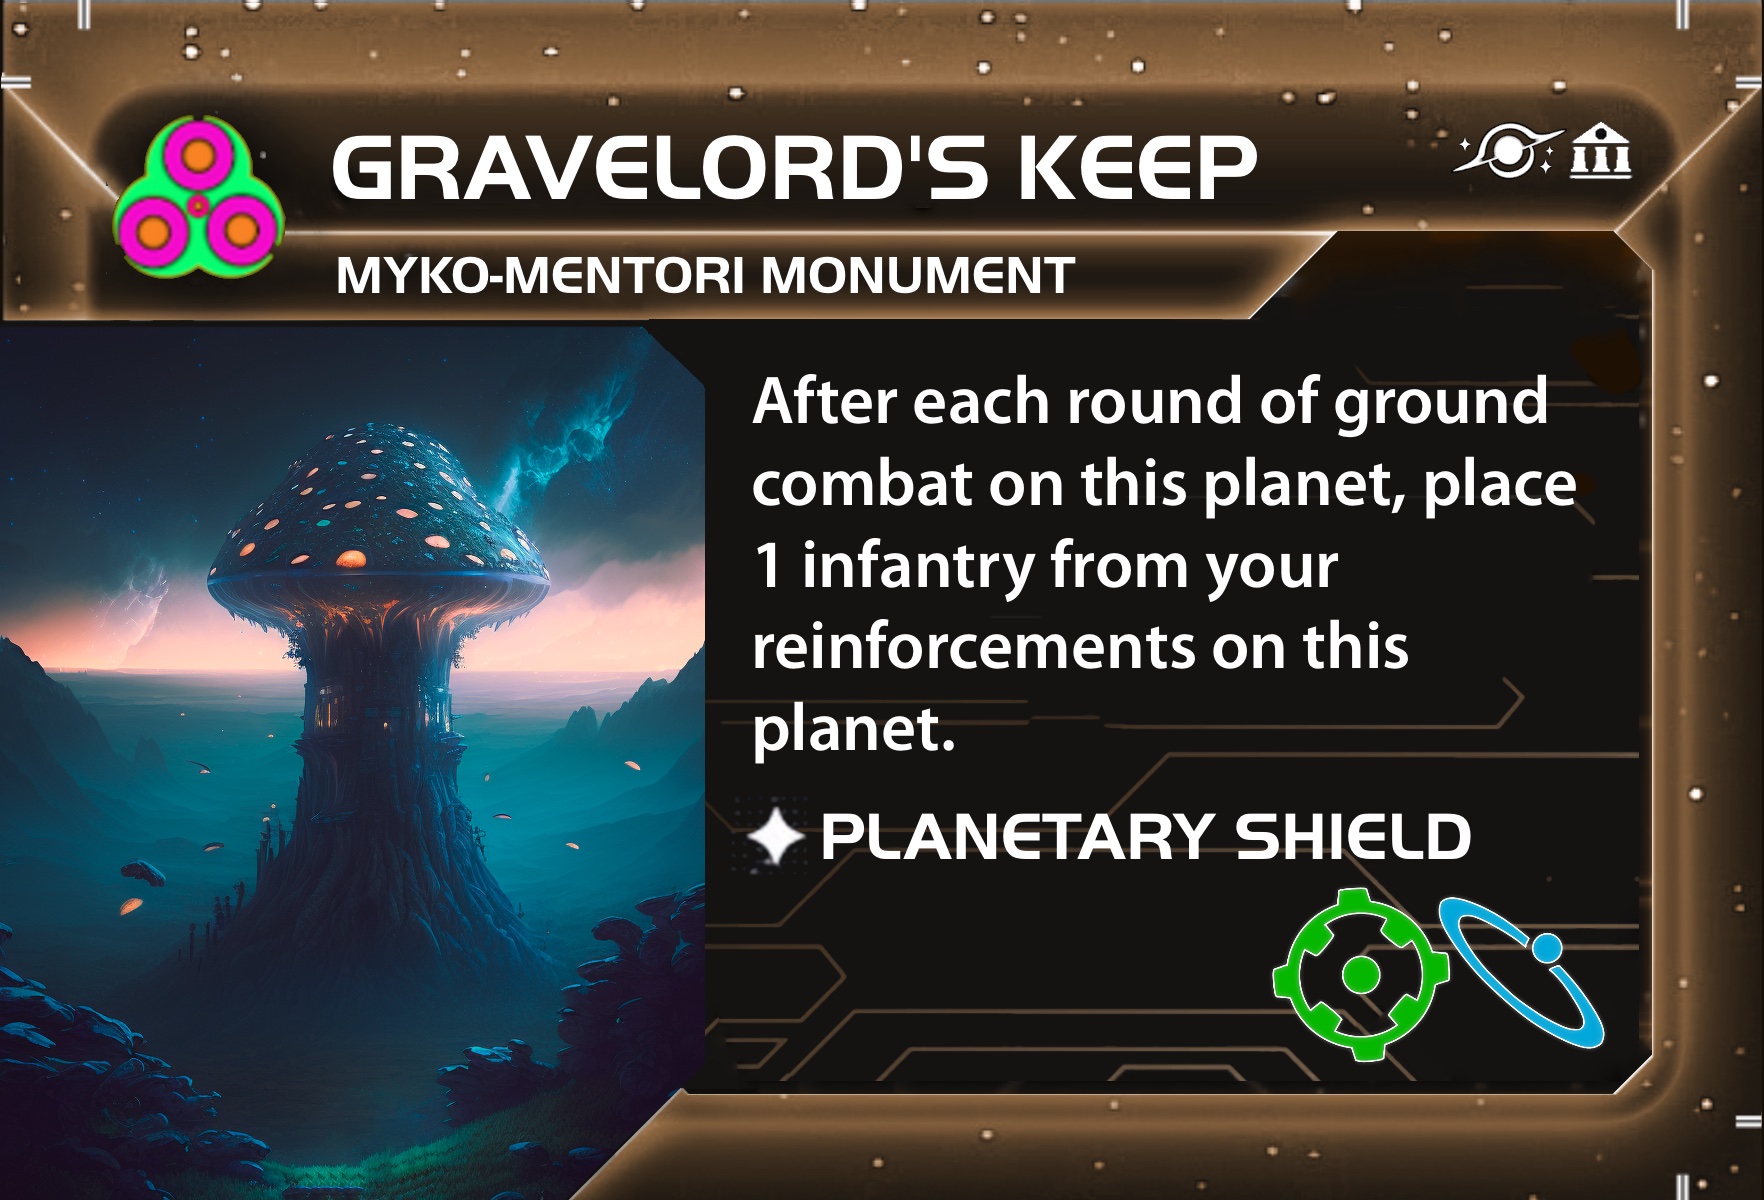 GRAVELORD'S KEEP
MYKO-MENTORI MONUMENT
After each round of ground
combat on this planet, place
1 infantry from your
reinforcements on this
planet.
PLANETARY SHIELD